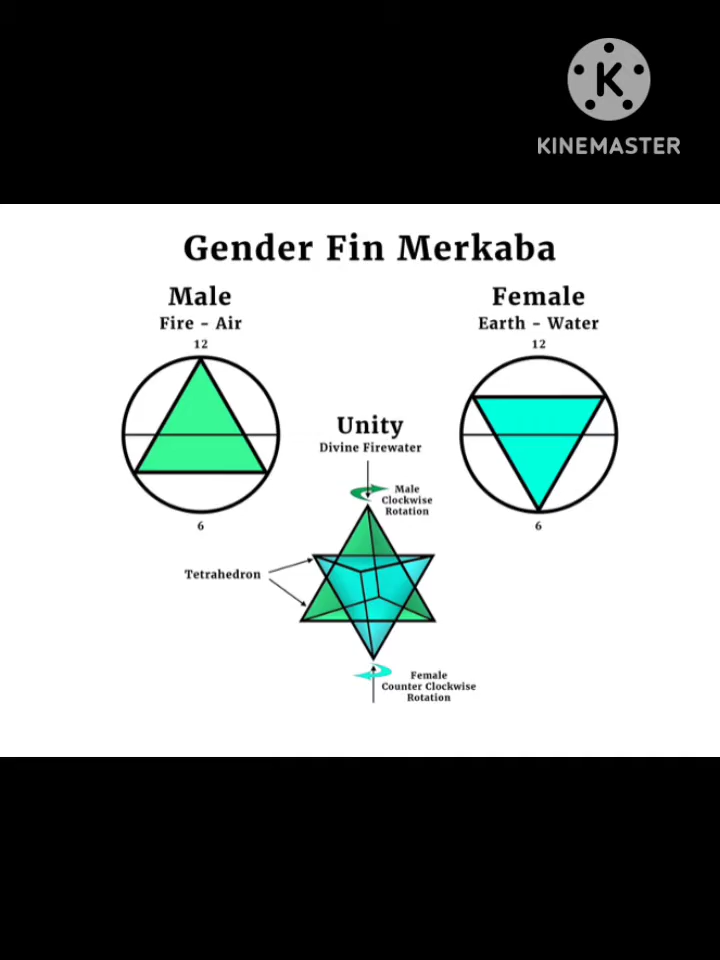 K
KINEMASTER
Gender Fin Merkaba
Male
Fire - Air
12
6
Female
Earth - Water
12
6
Unity
Divine Firewater
Male
Clockwise
Rotation
Tetrahedron
Female
Counter Clockwise
Rotation